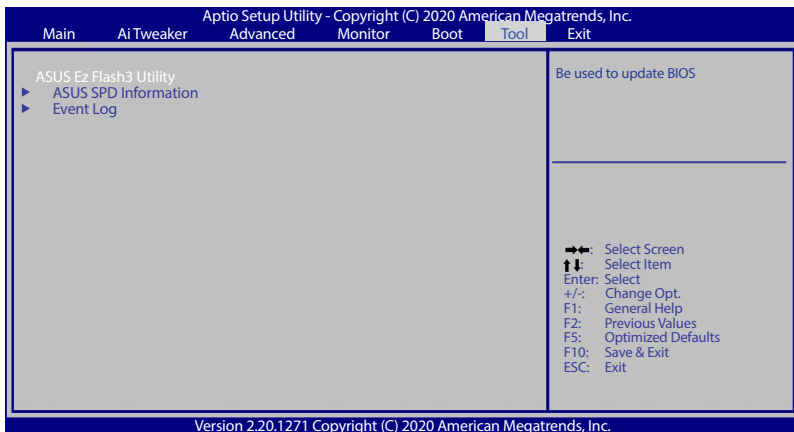 Aptio Setup Utility - Copyright (C) 2020 American Megatrends, Inc.
Main Ai Tweaker Advanced Monitor Boot Tool Exit
ASUS Ez Flash3 Utility
ASUS SPD Information
Event Log
Be used to update BIOS
→←: Select Screen
↑↓: Select Item
Enter: Select
+/-: Change Opt.
F1: General Help
F2: Previous Values
F5: Optimized Defaults
F10: Save & Exit
ESC: Exit
Version 2.20.1271 Copyright (C) 2020 American Megatrends, Inc.